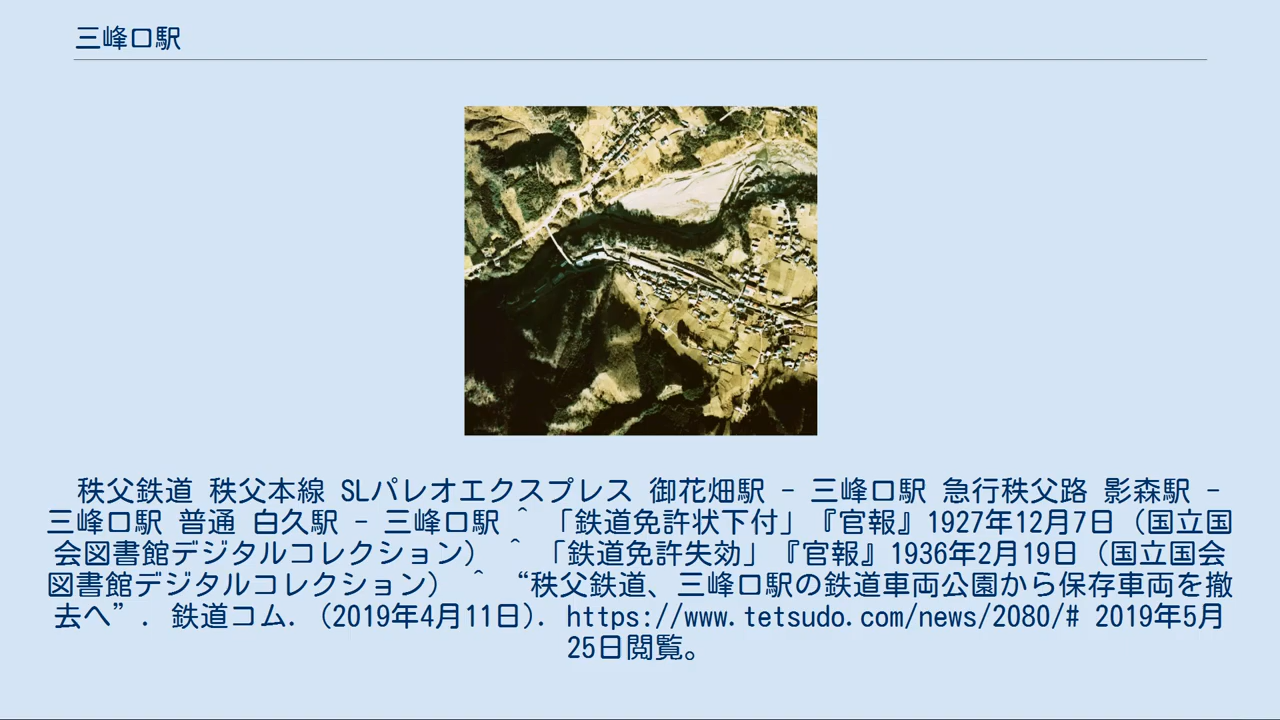 三峰口駅
秩父鉄道 秩父本線 SLパレオエクスプレス 御花畑駅 - 三峰口駅 急行秩父路 影森駅 -
三峰口駅 普通 白久駅 - 三峰口駅 ^ 「鉄道免許状下付」『官報』1927年12月7日（国立国
会図書館デジタルコレクション） ^ 「鉄道免許失効」『官報』1936年2月19日（国立国会
図書館デジタルコレクション） ^ “秩父鉄道、三峰口駅の鉄道車両公園から保存車両を撤
去へ”. 鉄道コム. (2019年4月11日). https://www.tetsudo.com/news/2080/# 2019年5月
25日閲覧。